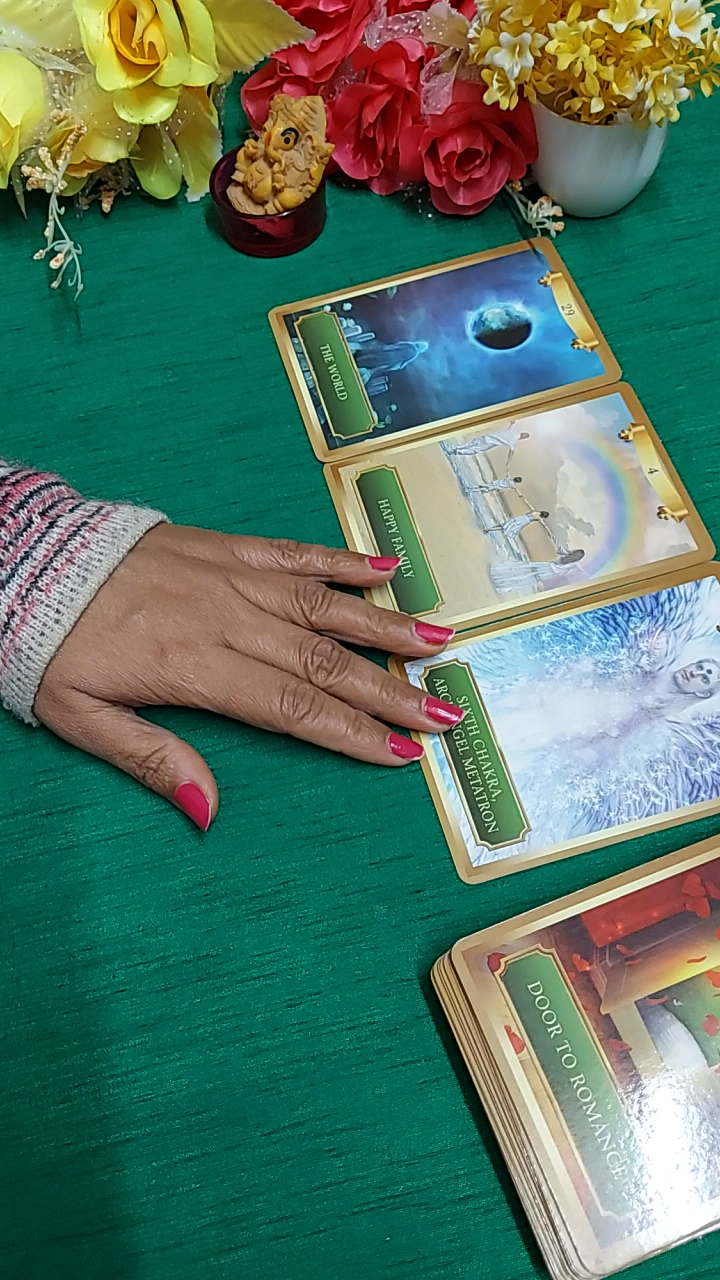 29
THE WORLD
4
HAPPY FAMILY
SIXTH CHAKRA,
ARCHANGEL METATRON
DOOR TO ROMANCE